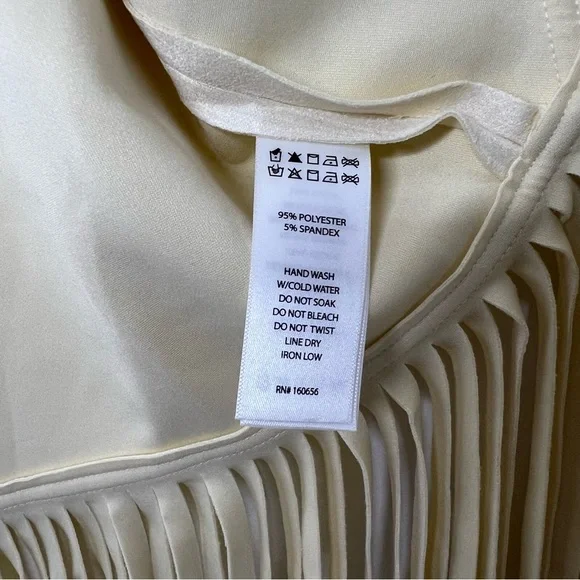 95% POLYESTER
5% SPANDEX
HAND WASH
W/COLD WATER
DO NOT SOAK
DO NOT BLEACH
DO NOT TWIST
LINE DRY
IRON LOW
RN# 160656